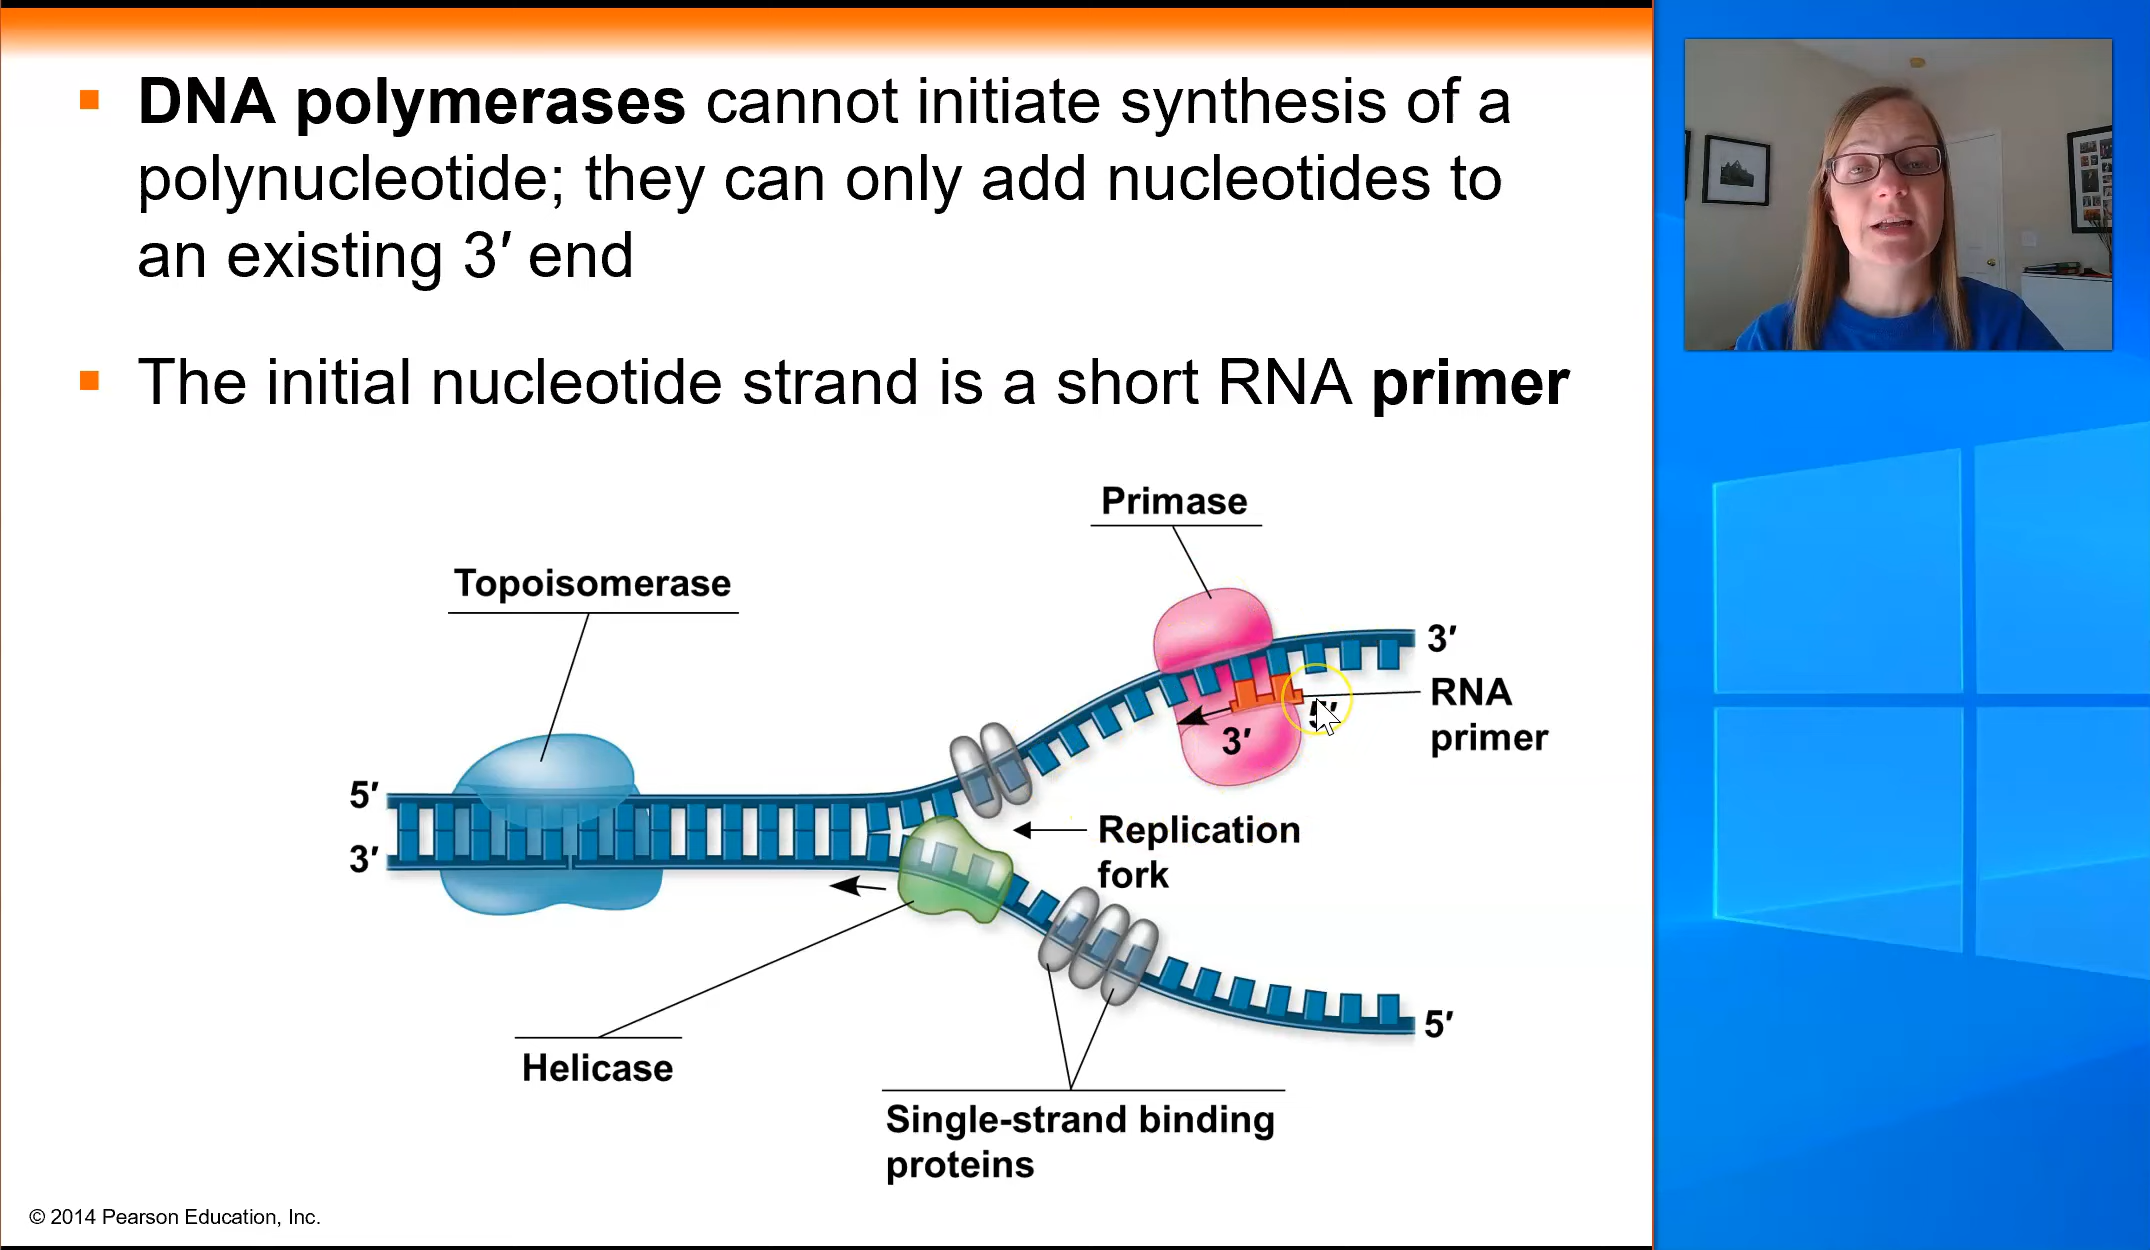 DNA polymerases cannot initiate synthesis of a
polynucleotide; they can only add nucleotides to
an existing 3′ end
The initial nucleotide strand is a short RNA primer
Primase
Topoisomerase
3′
RNA
primer
5′
3′
5′
3′
Replication
fork
5′
Helicase
Single-strand binding
proteins
© 2014 Pearson Education, Inc.